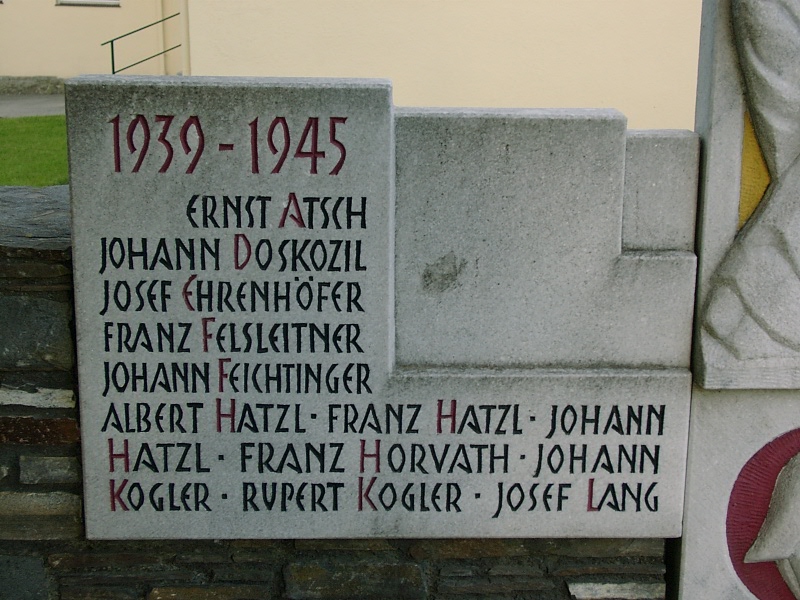 1939 - 1945
ERNST ATSCH
JOHANN DOSKOZIL
JOSEF EHRENHÖFER
FRANZ FELSLEITNER
JOHANN FEICHTINGER
ALBERT HATZL · FRANZ HATZL · JOHANN
HATZL · FRANZ HORVATH · JOHANN
KOGLER · RUPERT KOGLER · JOSEF LANG